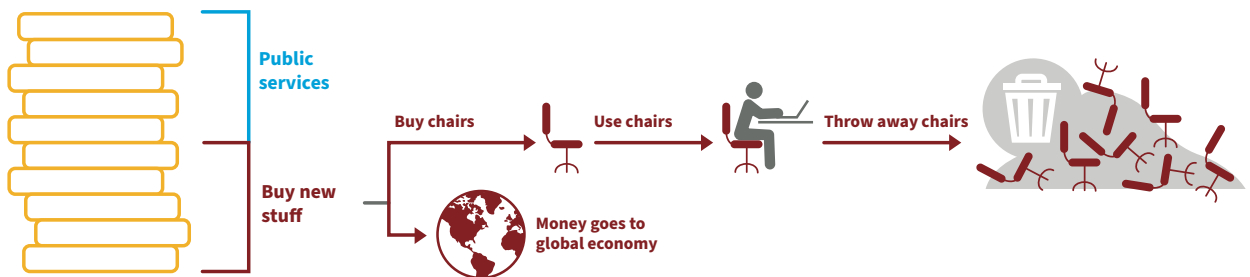 Public
services
Buy new
stuff
Buy chairs
Use chairs
Throw away chairs
Money goes to
global economy